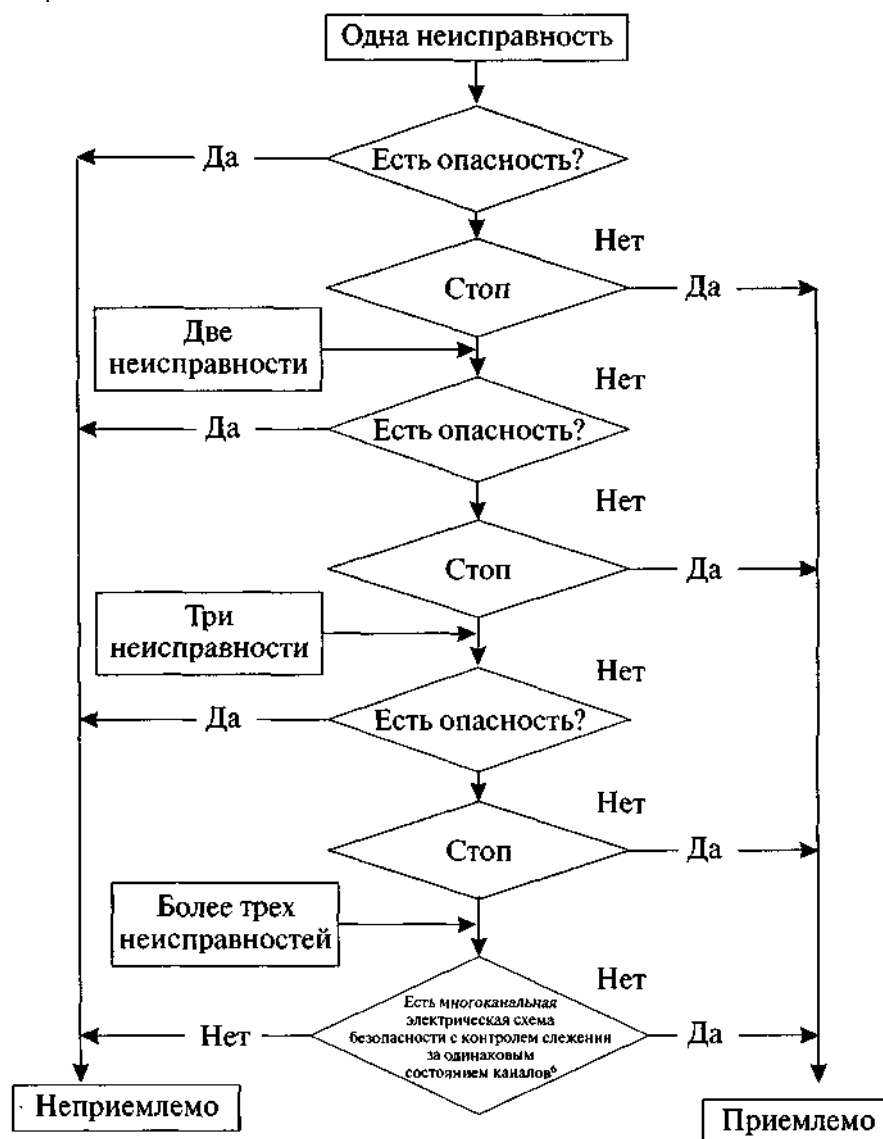 Одна неисправность
Да
Есть опасность?
Нет
Стоп
Да
Две
неисправности
Нет
Да
Есть опасность?
Нет
Стоп
Да
Три
неисправности
Нет
Да
Есть опасность?
Нет
Стоп
Да
Более трех
неисправностей
Нет
Есть многоканальная
электрическая схема
безопасности с контролем слежения
за одинаковым
состоянием каналов⁶
Нет
Да
Неприемлемо
Приемлемо